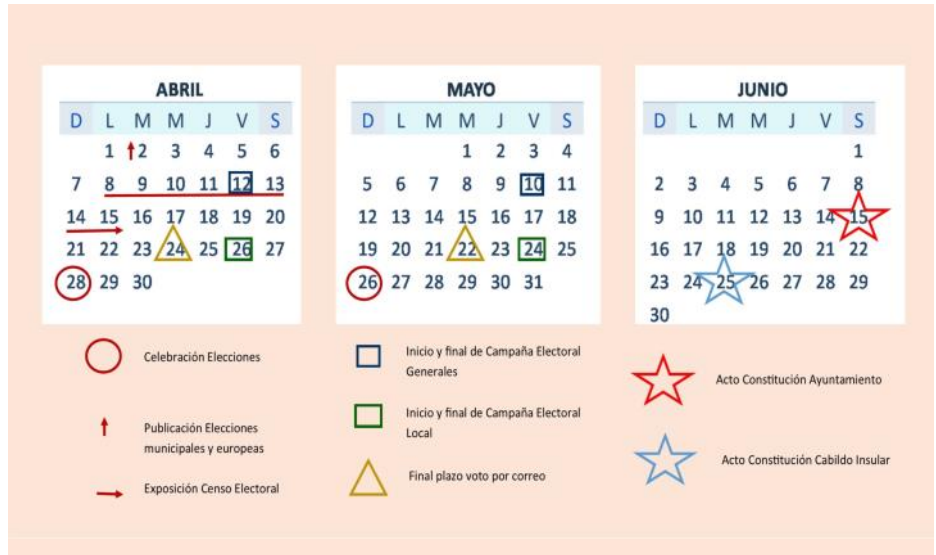 ABRIL
D L M M J V S
1 2 3 4 5 6
7 8 9 10 11 12 13
14 15 16 17 18 19 20
21 22 23 24 25 26 27
28 29 30
MAYO
D L M M J V S
1 2 3 4
5 6 7 8 9 10 11
12 13 14 15 16 17 18
19 20 21 22 23 24 25
26 27 28 29 30 31
JUNIO
D L M M J V S
1
2 3 4 5 6 7 8
9 10 11 12 13 14 15
16 17 18 19 20 21 22
23 24 25 26 27 28 29
30
Celebración Elecciones
Publicación Elecciones
municipales y europeas
Exposición Censo Electoral
Inicio y final de Campaña Electoral
Generales
Inicio y final de Campaña Electoral
Local
Final plazo voto por correo
Acto Constitución Ayuntamiento
Acto Constitución Cabildo Insular